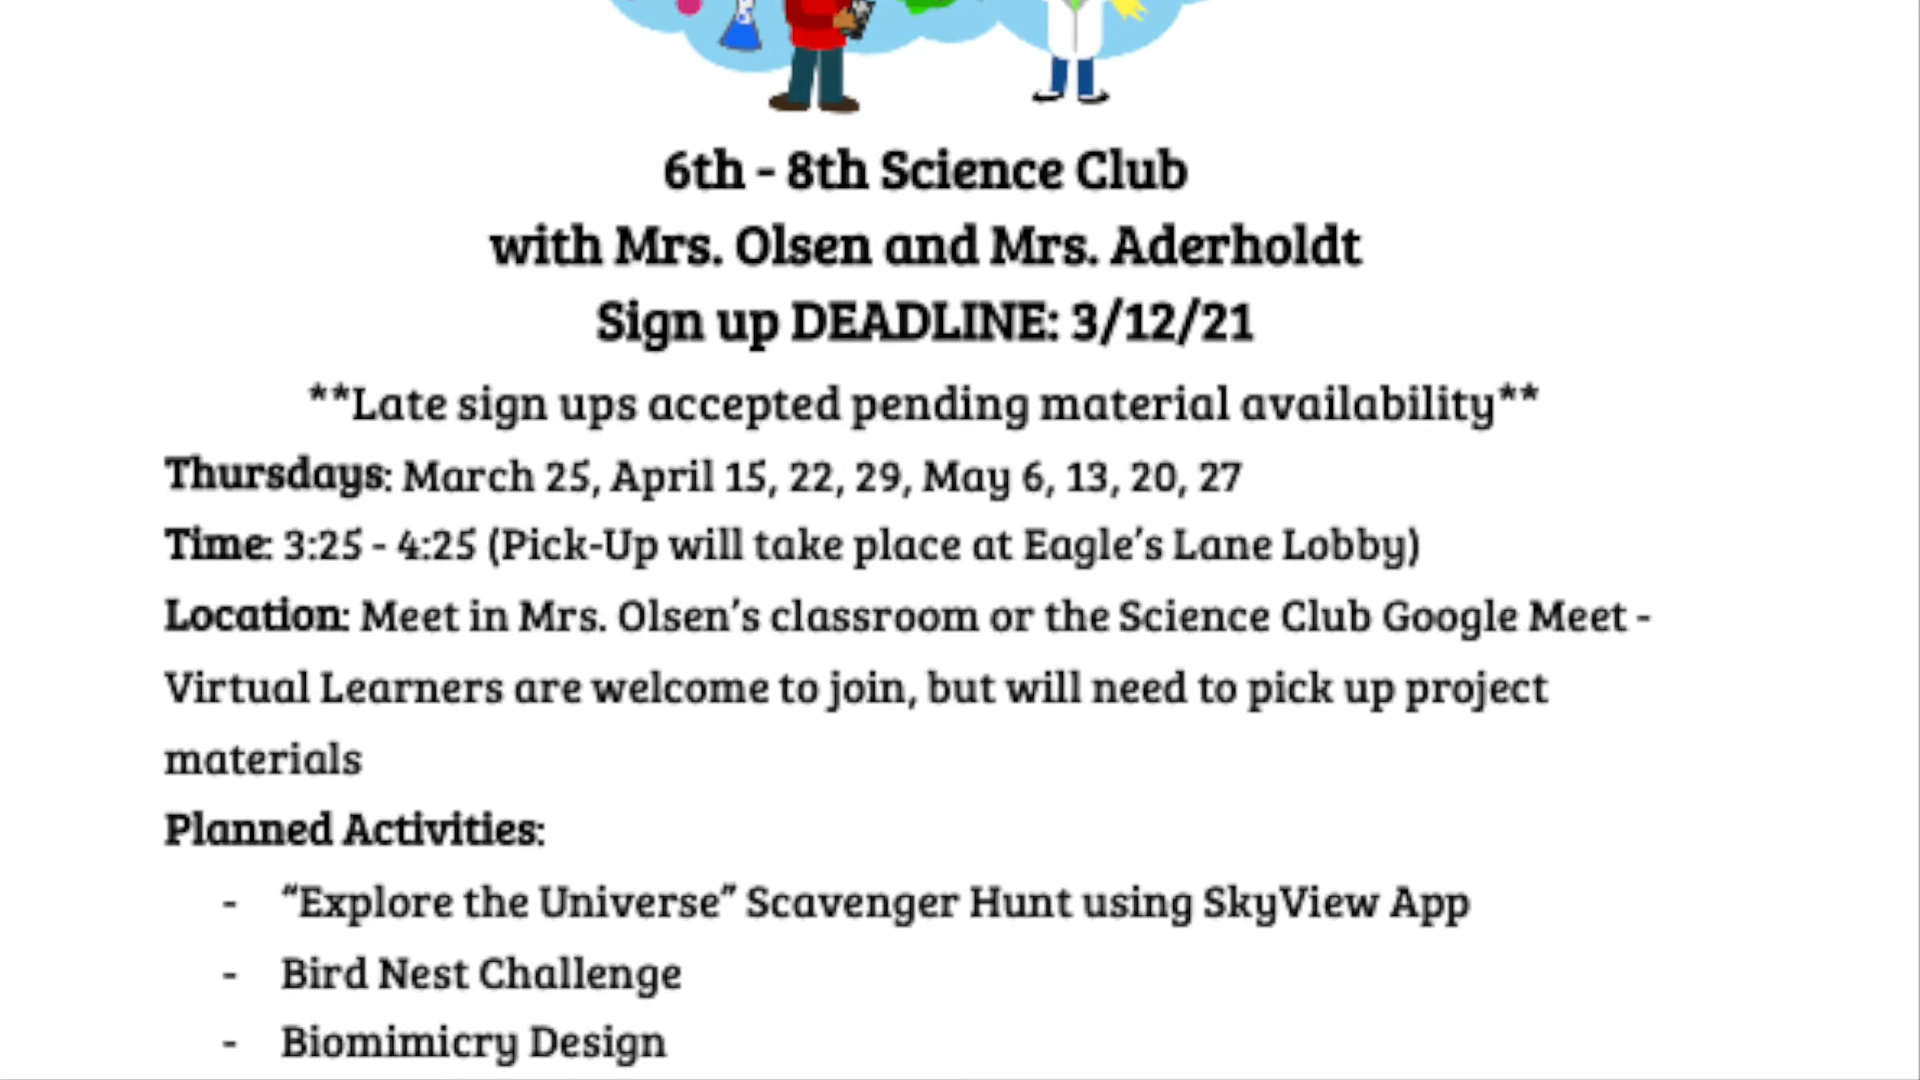 6th - 8th Science Club
with Mrs. Olsen and Mrs. Aderholdt
Sign up DEADLINE: 3/12/21
**Late sign ups accepted pending material availability**
Thursdays: March 25, April 15, 22, 29, May 6, 13, 20, 27
Time: 3:25 - 4:25 (Pick-Up will take place at Eagle’s Lane Lobby)
Location: Meet in Mrs. Olsen’s classroom or the Science Club Google Meet -
Virtual Learners are welcome to join, but will need to pick up project
materials
Planned Activities:
- “Explore the Universe” Scavenger Hunt using SkyView App
- Bird Nest Challenge
- Biomimicry Design